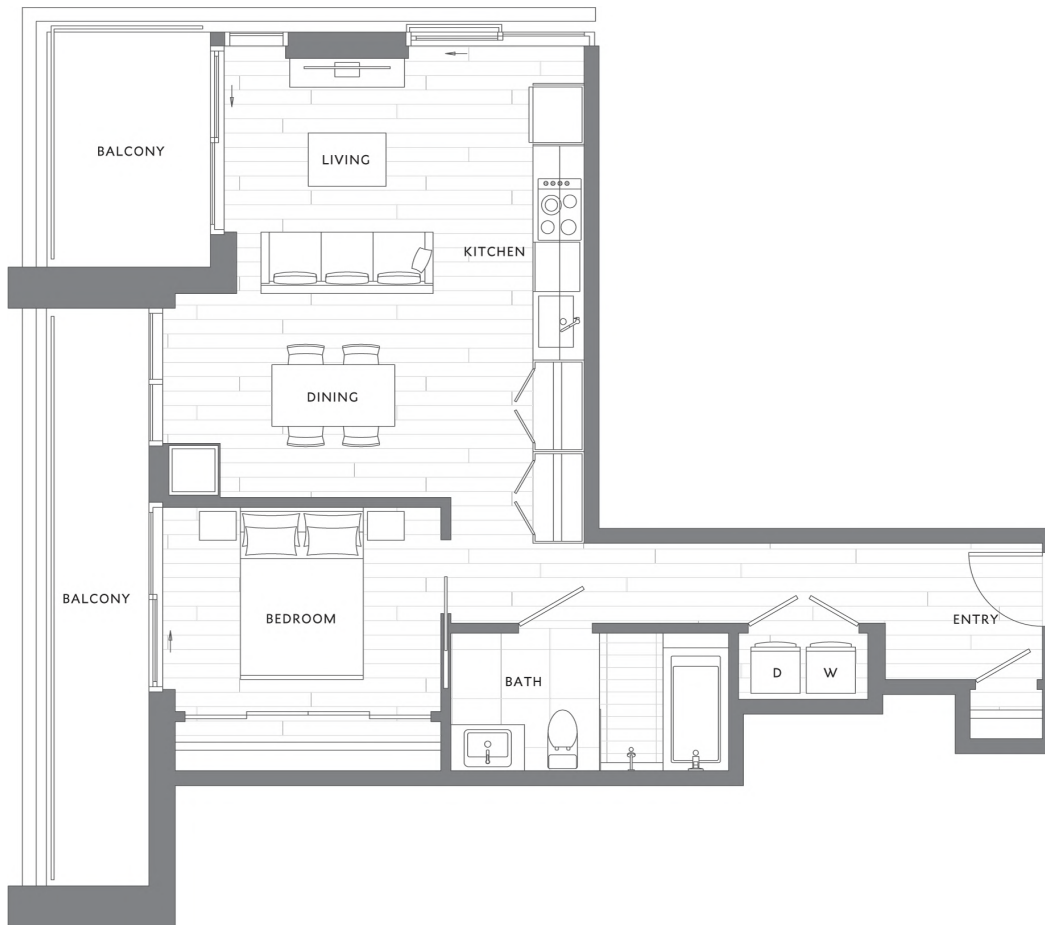 BALCONY
LIVING
KITCHEN
DINING
BALCONY
BEDROOM
ENTRY
BATH
D
W